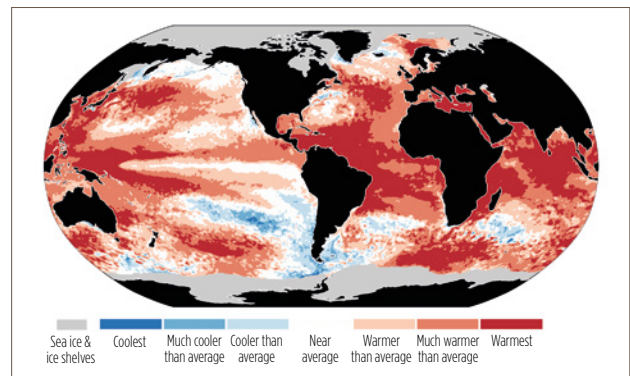 Sea ice &
ice shelves
Coolest
Much cooler
than average
Cooler than
average
Near
average
Warmer
than average
Much warmer
than average
Warmest